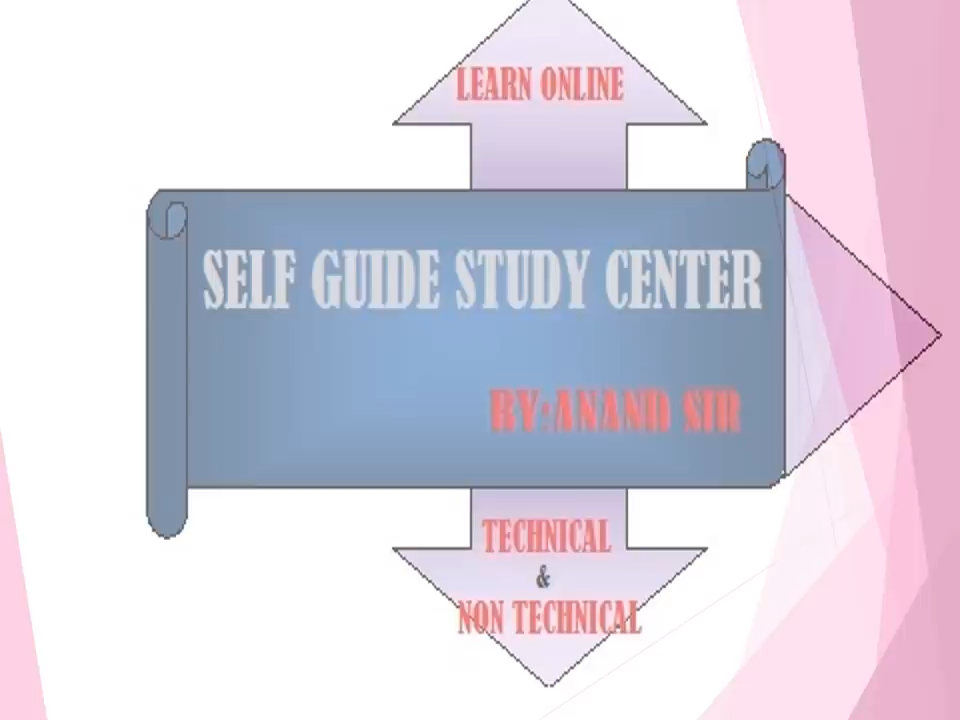 LEARN ONLINE
SELF GUIDE STUDY CENTER
BY:ANAND SIR
TECHNICAL
&
NON TECHNICAL